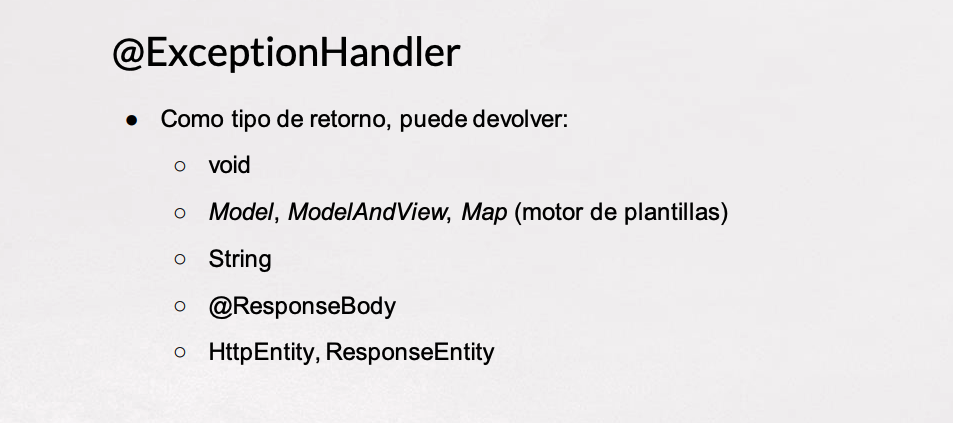 @ExceptionHandler
● Como tipo de retorno, puede devolver:
○ void
○ Model, ModelAndView, Map (motor de plantillas)
○ String
○ @ResponseBody
○ HttpEntity, ResponseEntity